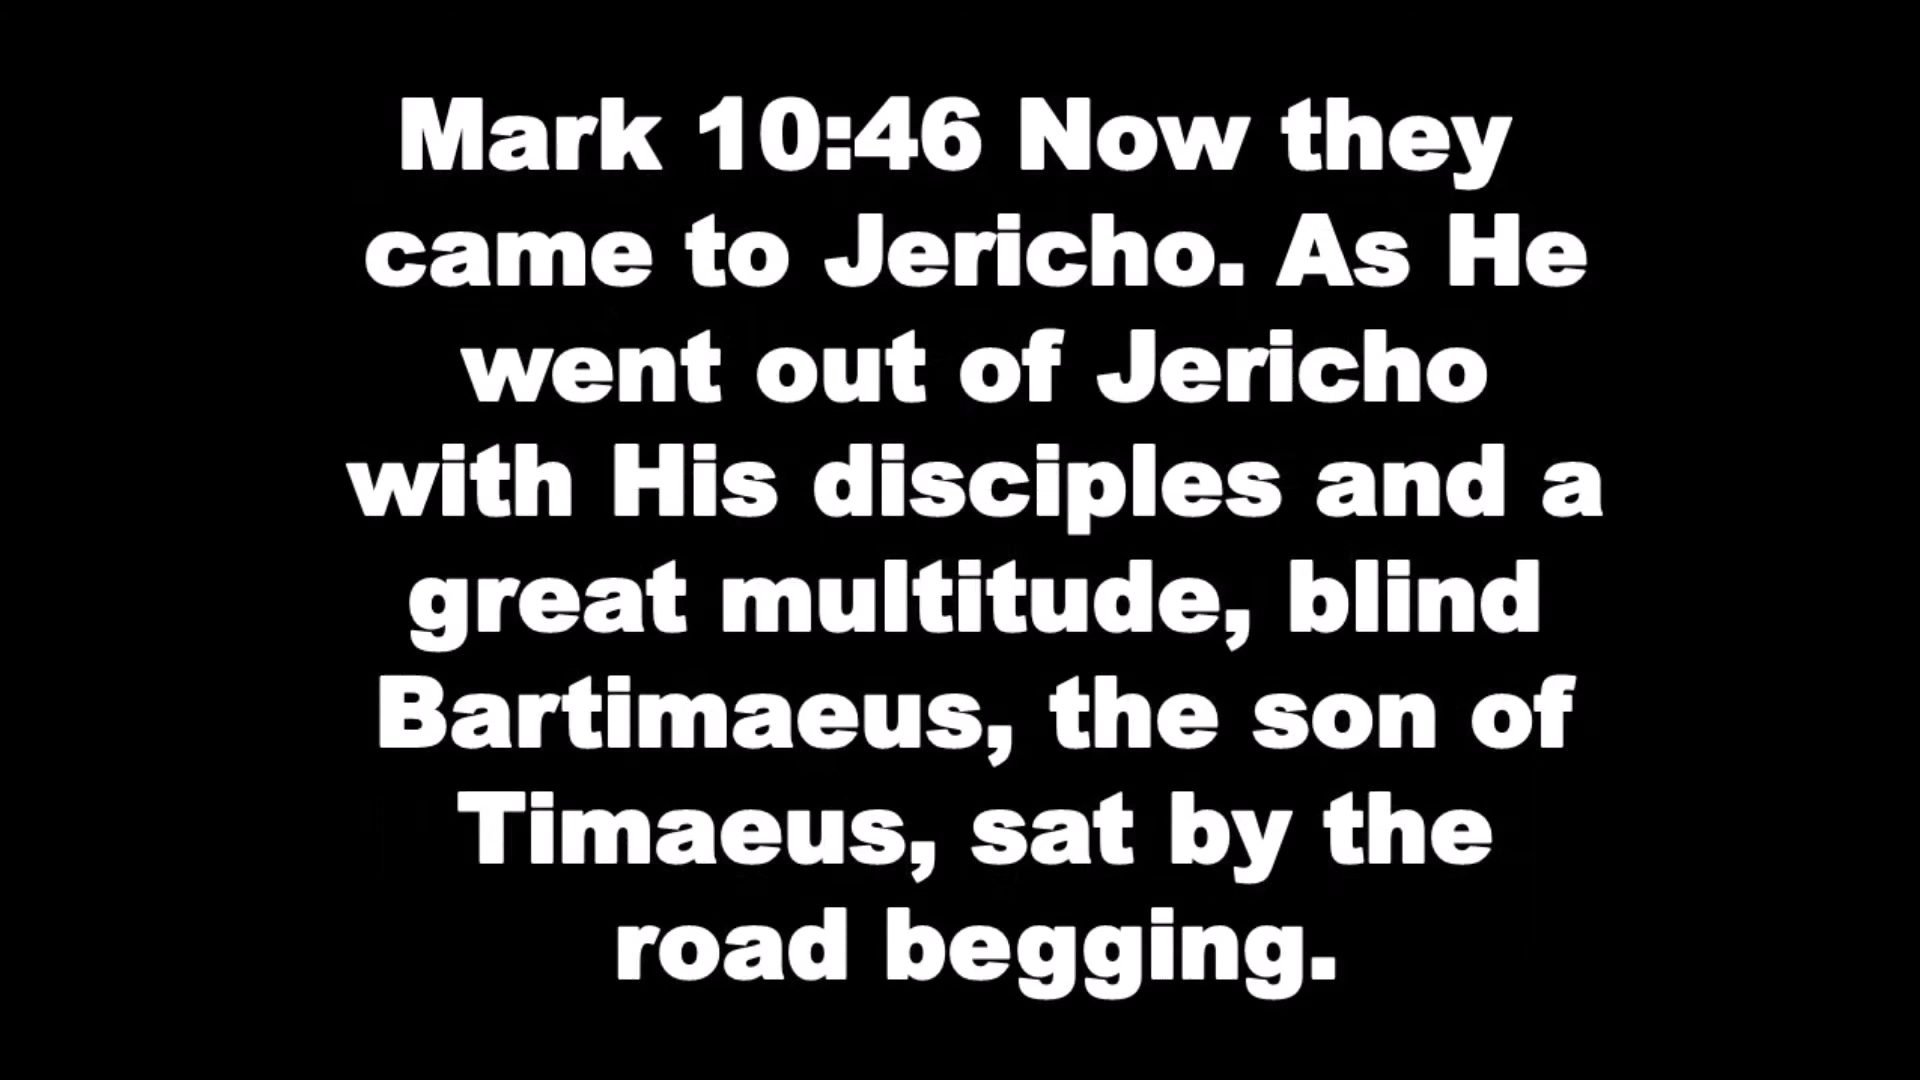 Mark 10:46 Now they
came to Jericho. As He
went out of Jericho
with His disciples and a
great multitude, blind
Bartimaeus, the son of
Timaeus, sat by the
road begging.